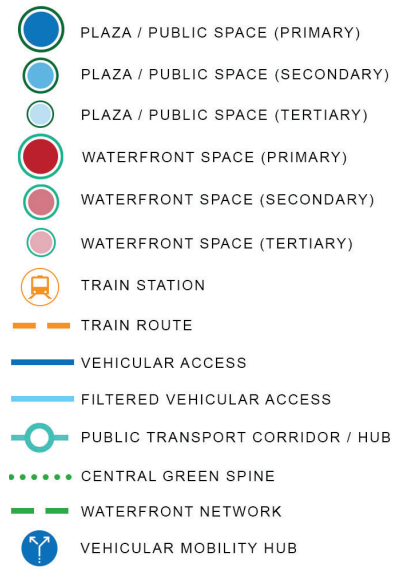 PLAZA / PUBLIC SPACE (PRIMARY)
PLAZA / PUBLIC SPACE (SECONDARY)
PLAZA / PUBLIC SPACE (TERTIARY)
WATERFRONT SPACE (PRIMARY)
WATERFRONT SPACE (SECONDARY)
WATERFRONT SPACE (TERTIARY)
TRAIN STATION
TRAIN ROUTE
VEHICULAR ACCESS
FILTERED VEHICULAR ACCESS
PUBLIC TRANSPORT CORRIDOR / HUB
CENTRAL GREEN SPINE
WATERFRONT NETWORK
VEHICULAR MOBILITY HUB